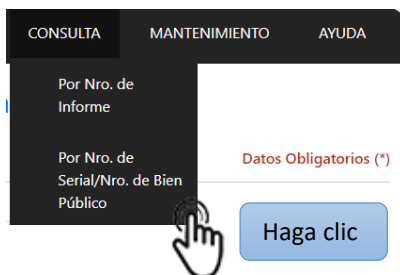 CONSULTA MANTENIMIENTO AYUDA
Por Nro. de
Informe
Por Nro. de
Serial/Nro. de Bien
Público
Datos Obligatorios (*)
Haga clic